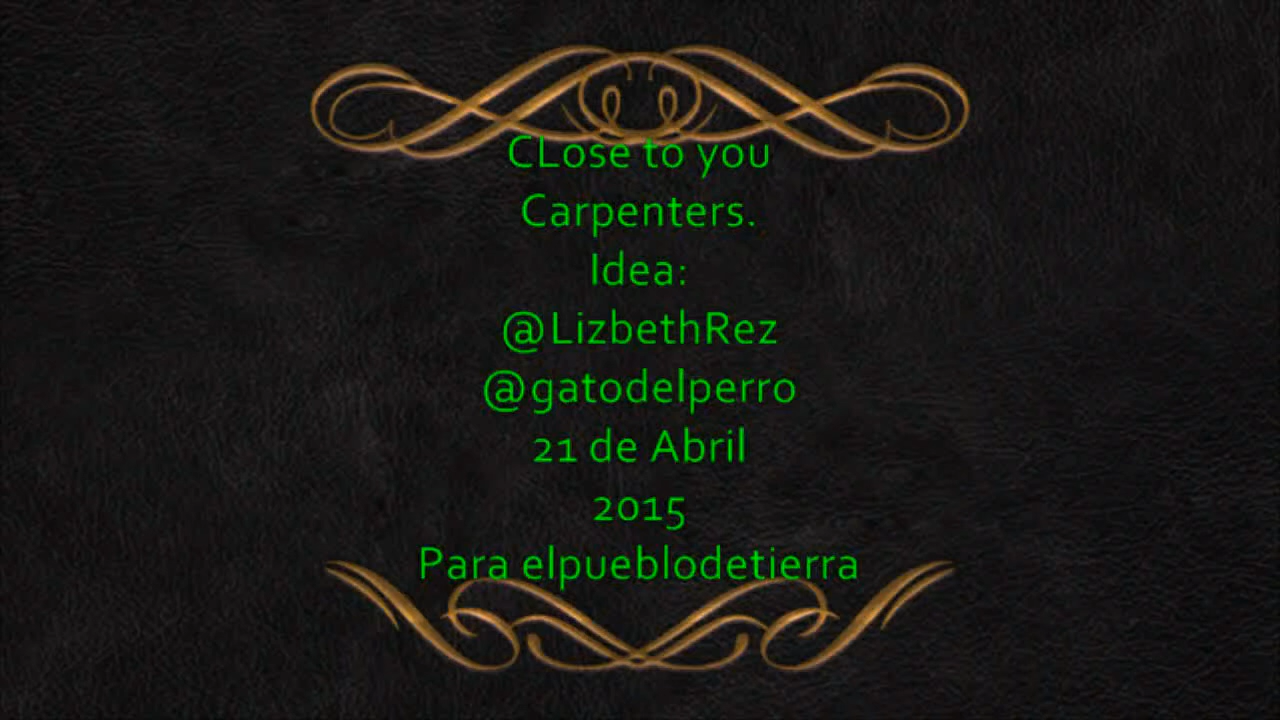 CLose to you
Carpenters.
Idea:
@LizbethRez
@gatodelperro
21 de Abril
2015
Para elpueblodetierra